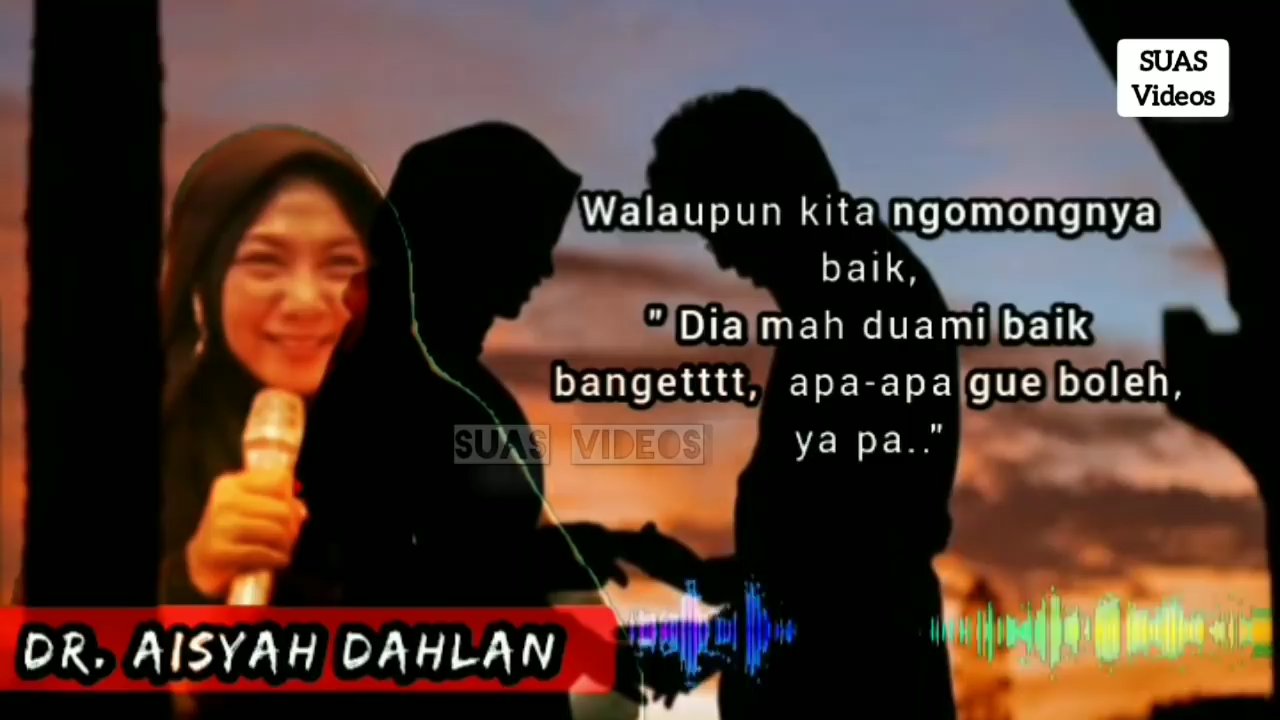 SUAS
Videos
Walaupun kita ngomongnya
baik,
" Dia mah duami baik
bangetttt, apa-apa gue boleh,
ya pa.."
SUAS VIDEOS
DR. AISYAH DAHLAN